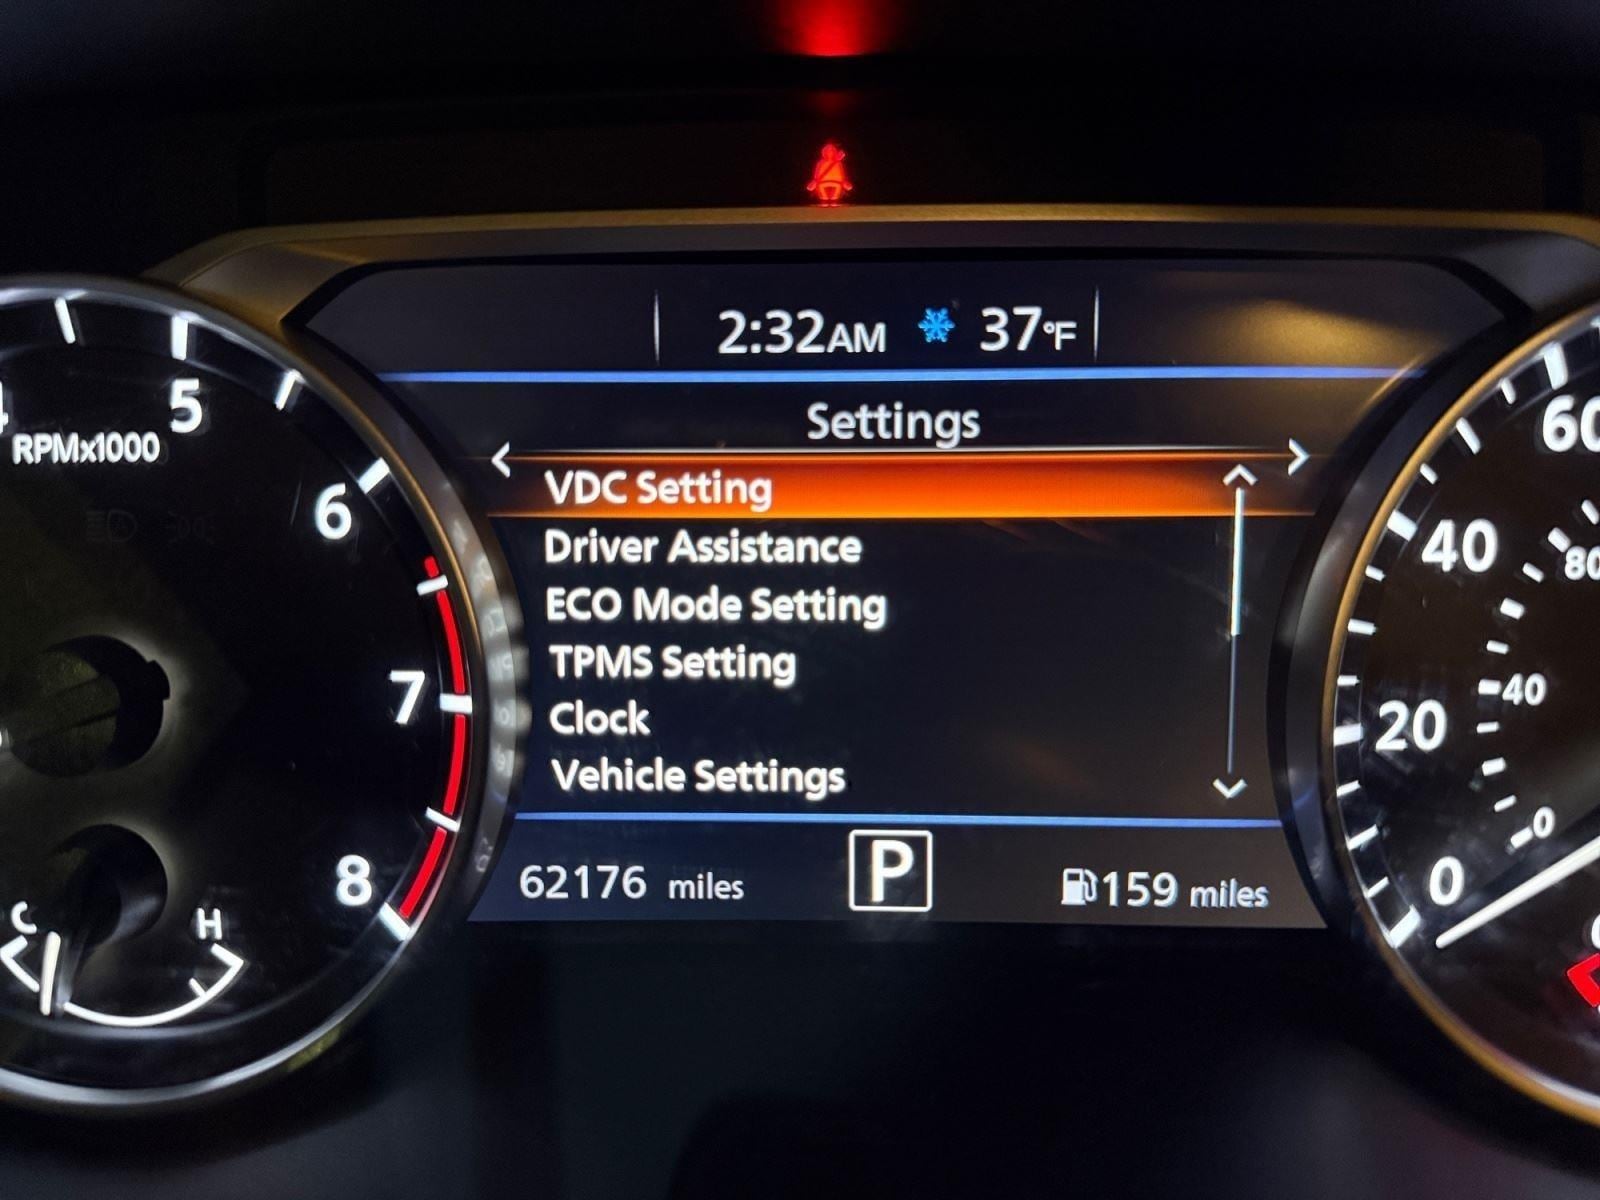 2:32AM 37°F
Settings
VDC Setting
Driver Assistance
ECO Mode Setting
TPMS Setting
Clock
Vehicle Settings
62176 miles P 159 miles
5
RPMx1000
6
7
8
C H
60
40
80
40
20
0
0